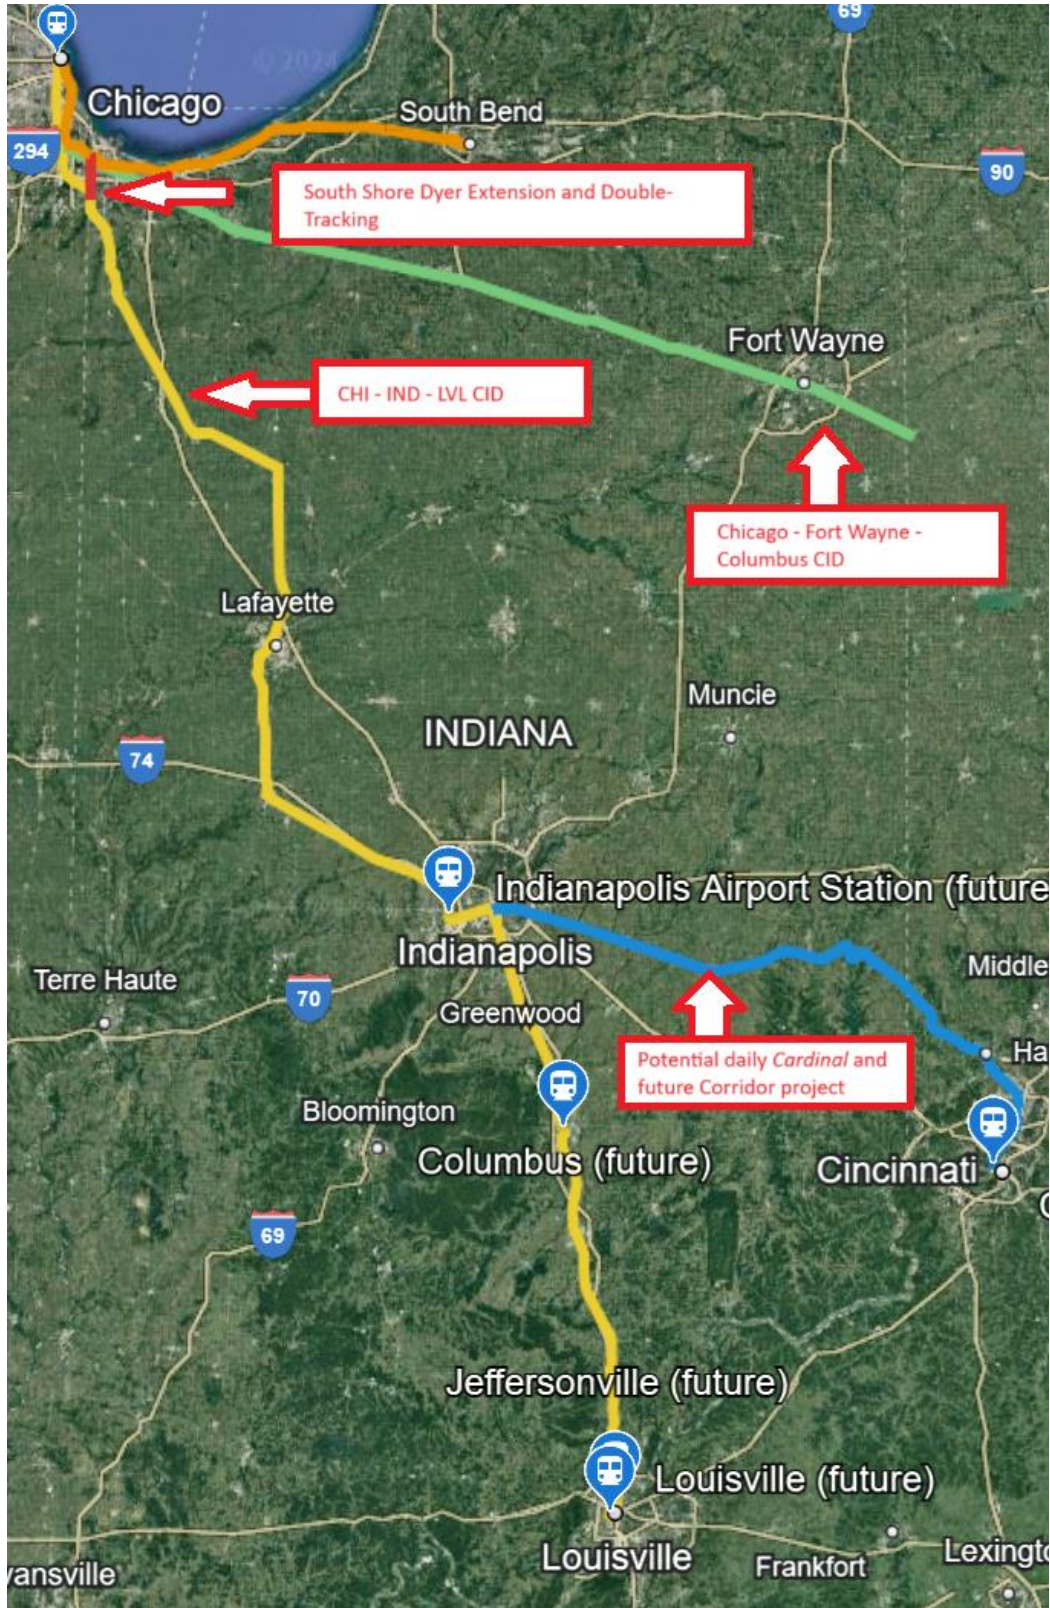 69
© 2024
Chicago
South Bend
294
90
South Shore Dyer Extension and Double-
Tracking
Fort Wayne
CHI - IND - LVL CID
Chicago - Fort Wayne -
Columbus CID
Lafayette
Muncie
INDIANA
74
Indianapolis Airport Station (future
Indianapolis
Middle
Terre Haute
70
Greenwood
Ha
Potential daily Cardinal and
future Corridor project
Bloomington
Columbus (future)
Cincinnati
C
69
Jeffersonville (future)
Louisville (future)
Louisville
Frankfort
Lexingto
vansville